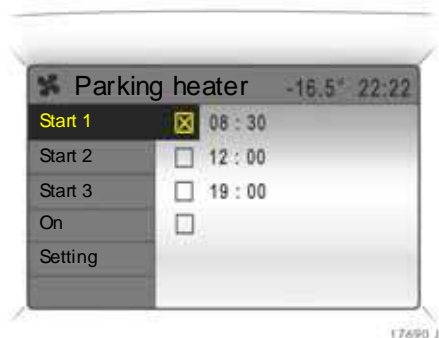 Parking heater -16.5° 22:22
Start 1 08 : 30
Start 2 12 : 00
Start 3 19 : 00
On
Setting
17690 J